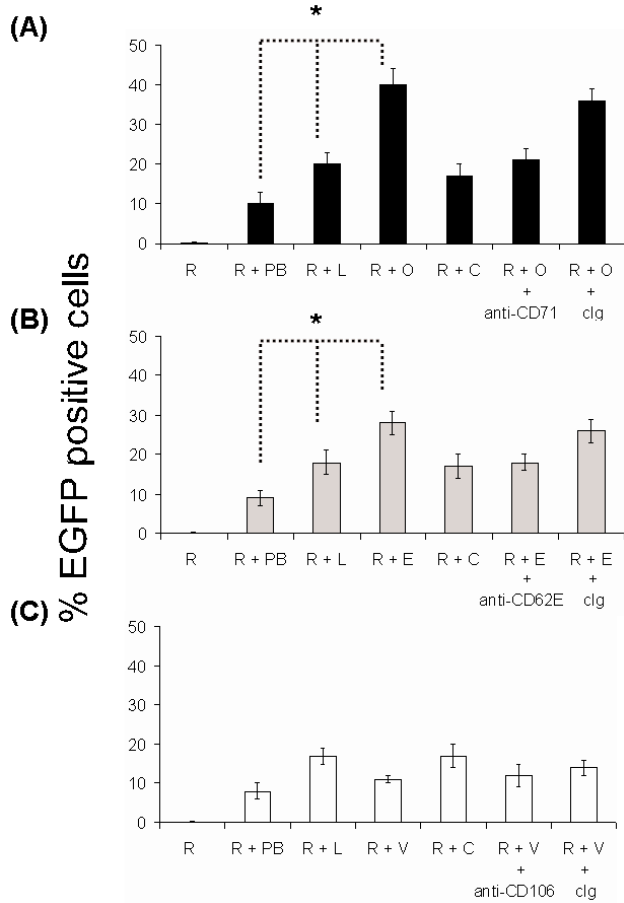 (A)
*
50
40
30
20
10
0
R R + PB R + L R + O R + C R + O R + O
+ +
anti-CD71 cIg
(B)
*
50
40
30
20
10
0
R R + PB R + L R + E R + C R + E R + E
+ +
anti-CD62E cIg
(C)
50
40
30
20
10
0
R R + PB R + L R + V R + C R + V R + V
+ +
anti-CD106 cIg
% EGFP positive cells